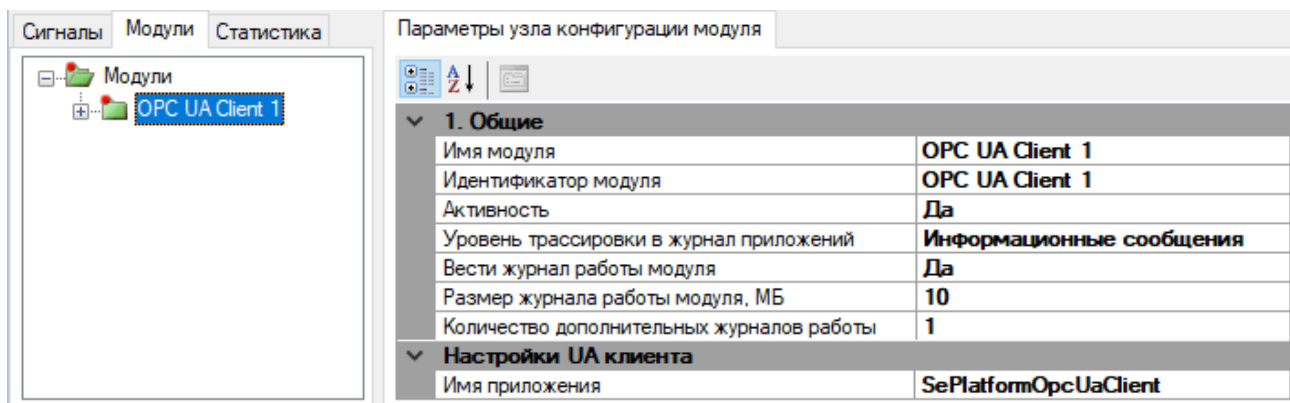 Сигналы Модули Статистика
Модули
OPC UA Client 1
Параметры узла конфигурации модуля
1. Общие
Имя модуля OPC UA Client 1
Идентификатор модуля OPC UA Client 1
Активность Да
Уровень трассировки в журнал приложений Информационные сообщения
Вести журнал работы модуля Да
Размер журнала работы модуля, МБ 10
Количество дополнительных журналов работы 1
Настройки UA клиента
Имя приложения SePlatformOpcUaClient